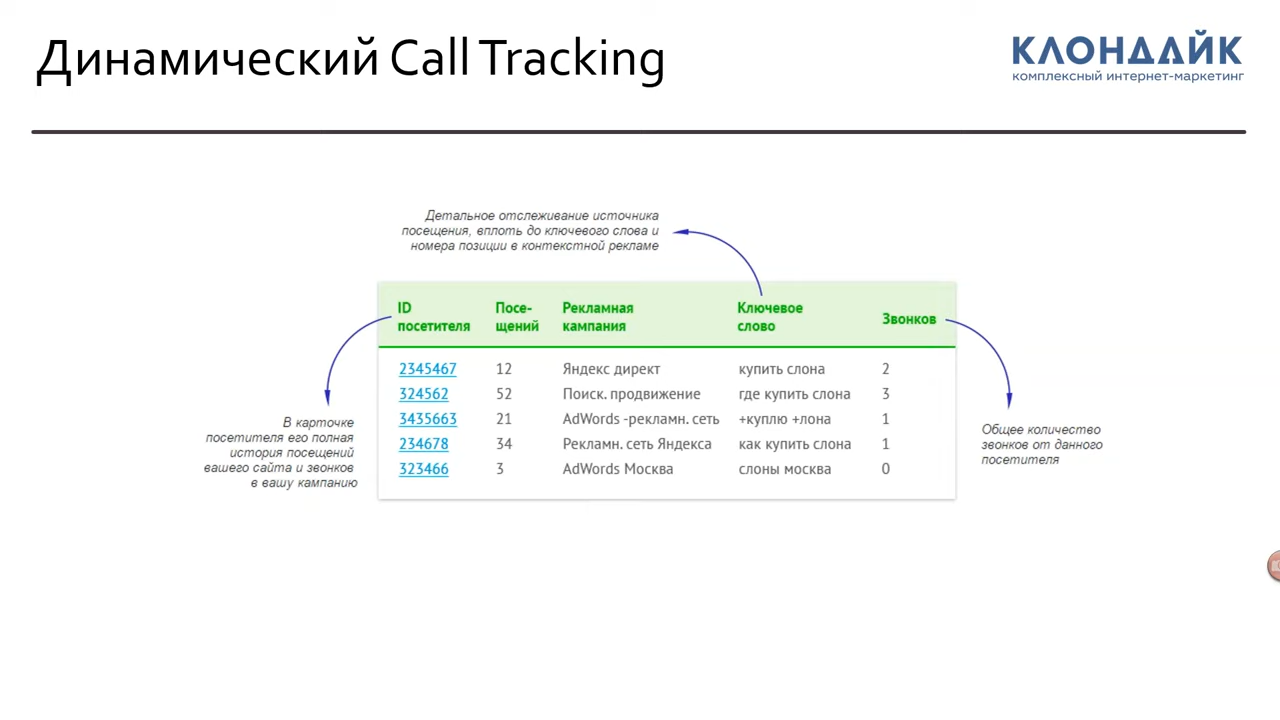 Динамический Call Tracking
КЛОНДАЙК
комплексный интернет-маркетинг
Детальное отслеживание источника
посещения, вплоть до ключевого слова и
номера позиции в контекстной рекламе
ID
посетителя
Посе-
щений
Рекламная
кампания
Ключевое
слово
Звонков
2345467 12 Яндекс директ купить слона 2
324562 52 Поиск. продвижение где купить слона 3
3435663 21 AdWords -рекламн. сеть +куплю +лона 1
234678 34 Рекламн. сеть Яндекса как купить слона 1
323466 3 AdWords Москва слоны москва 0
В карточке
посетителя его полная
история посещений
вашего сайта и звонков
в вашу кампанию
Общее количество
звонков от данного
посетителя